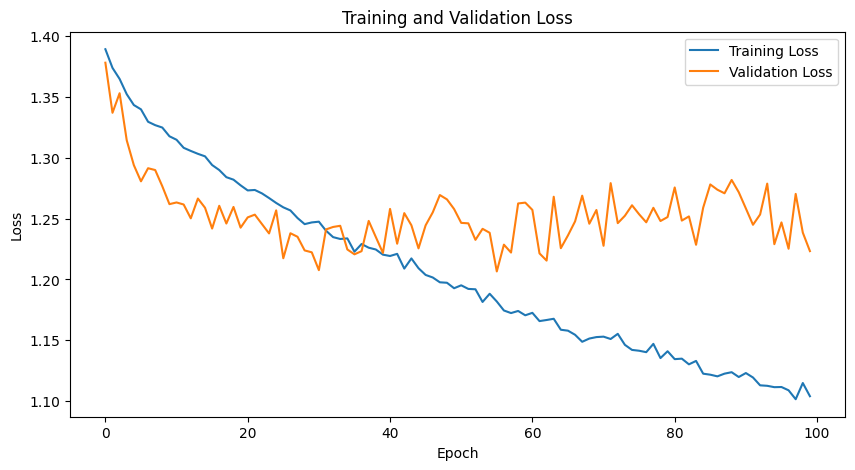 Training and Validation Loss
Training Loss
Validation Loss
1.40
1.35
1.30
1.25
1.20
1.15
1.10
Loss
0 20 40 60 80 100
Epoch